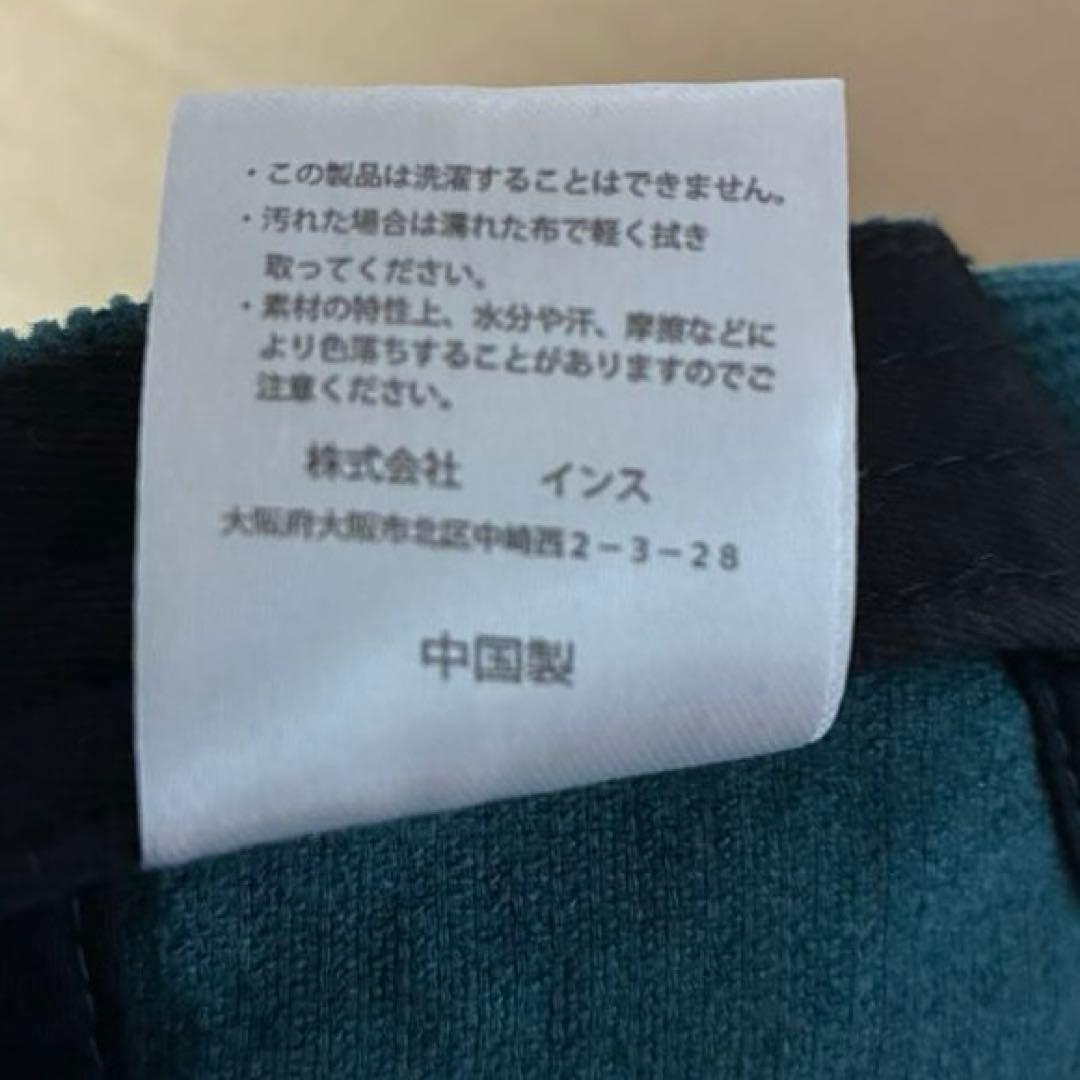 ・この製品は洗濯することはできません。
・汚れた場合は濡れた布で軽く拭き
取ってください。
・素材の特性上、水分や汗、摩擦などに
より色落ちすることがありますのでご
注意ください。
株式会社　　インス
大阪府大阪市北区中崎西２－３－２８
中国製